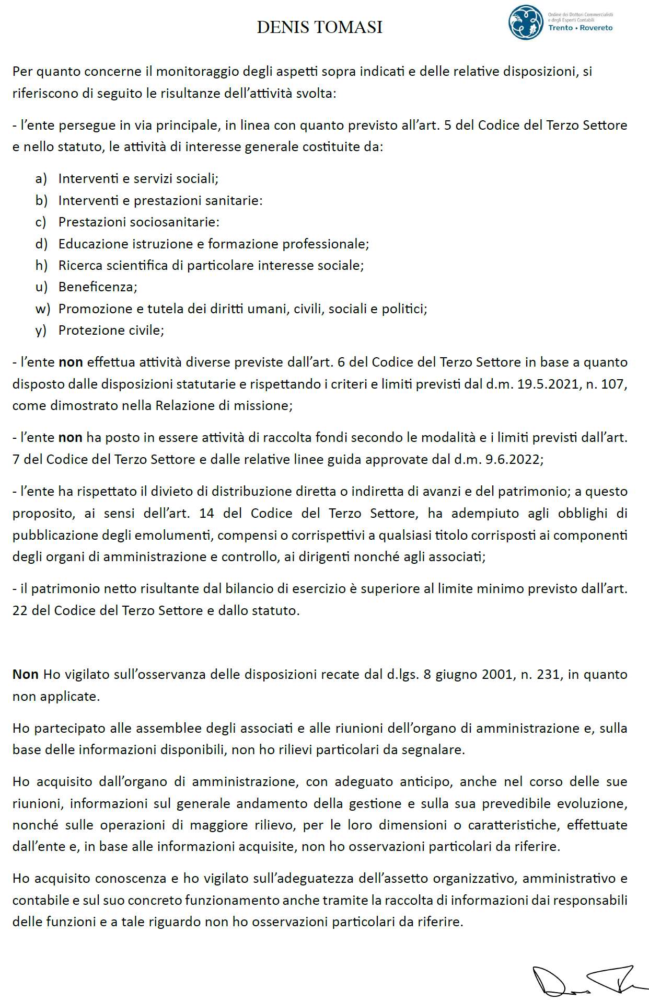 DENIS TOMASI
Ordine dei Dottori Commercialisti
e degli Esperti Contabili
Trento • Rovereto
Per quanto concerne il monitoraggio degli aspetti sopra indicati e delle relative disposizioni, si
riferiscono di seguito le risultanze dell’attività svolta:
- l’ente persegue in via principale, in linea con quanto previsto all’art. 5 del Codice del Terzo Settore
e nello statuto, le attività di interesse generale costituite da:
a) Interventi e servizi sociali;
b) Interventi e prestazioni sanitarie:
c) Prestazioni sociosanitarie:
d) Educazione istruzione e formazione professionale;
h) Ricerca scientifica di particolare interesse sociale;
u) Beneficenza;
w) Promozione e tutela dei diritti umani, civili, sociali e politici;
y) Protezione civile;
- l’ente non effettua attività diverse previste dall’art. 6 del Codice del Terzo Settore in base a quanto
disposto dalle disposizioni statutarie e rispettando i criteri e limiti previsti dal d.m. 19.5.2021, n. 107,
come dimostrato nella Relazione di missione;
- l’ente non ha posto in essere attività di raccolta fondi secondo le modalità e i limiti previsti dall’art.
7 del Codice del Terzo Settore e dalle relative linee guida approvate dal d.m. 9.6.2022;
- l’ente ha rispettato il divieto di distribuzione diretta o indiretta di avanzi e del patrimonio; a questo
proposito, ai sensi dell’art. 14 del Codice del Terzo Settore, ha adempiuto agli obblighi di
pubblicazione degli emolumenti, compensi o corrispettivi a qualsiasi titolo corrisposti ai componenti
degli organi di amministrazione e controllo, ai dirigenti nonché agli associati;
- il patrimonio netto risultante dal bilancio di esercizio è superiore al limite minimo previsto dall’art.
22 del Codice del Terzo Settore e dallo statuto.
Non Ho vigilato sull’osservanza delle disposizioni recate dal d.lgs. 8 giugno 2001, n. 231, in quanto
non applicate.
Ho partecipato alle assemblee degli associati e alle riunioni dell’organo di amministrazione e, sulla
base delle informazioni disponibili, non ho rilievi particolari da segnalare.
Ho acquisito dall’organo di amministrazione, con adeguato anticipo, anche nel corso delle sue
riunioni, informazioni sul generale andamento della gestione e sulla sua prevedibile evoluzione,
nonché sulle operazioni di maggiore rilievo, per le loro dimensioni o caratteristiche, effettuate
dall’ente e, in base alle informazioni acquisite, non ho osservazioni particolari da riferire.
Ho acquisito conoscenza e ho vigilato sull’adeguatezza dell’assetto organizzativo, amministrativo e
contabile e sul suo concreto funzionamento anche tramite la raccolta di informazioni dai responsabili
delle funzioni e a tale riguardo non ho osservazioni particolari da riferire.